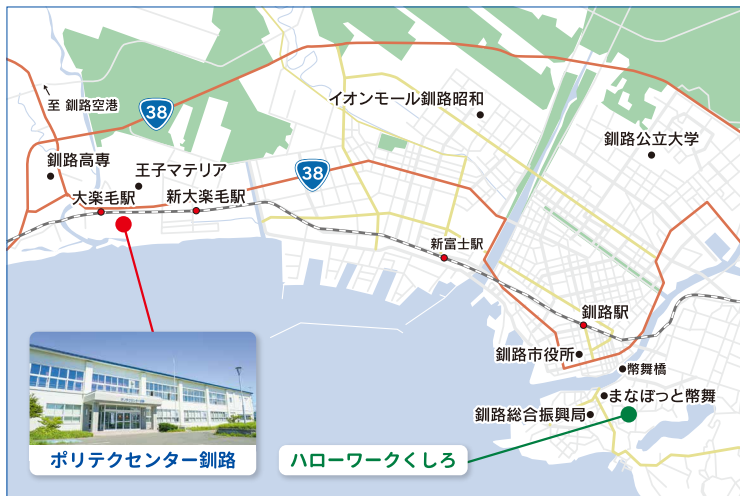 至 釧路空港
38
イオンモール釧路昭和
釧路公立大学
釧路高専
王子マテリア
38
大楽毛駅
新大楽毛駅
新富士駅
釧路駅
釧路市役所
幣舞橋
まなぼっと幣舞
釧路総合振興局
ポリテクセンター釧路
ハローワークくしろ